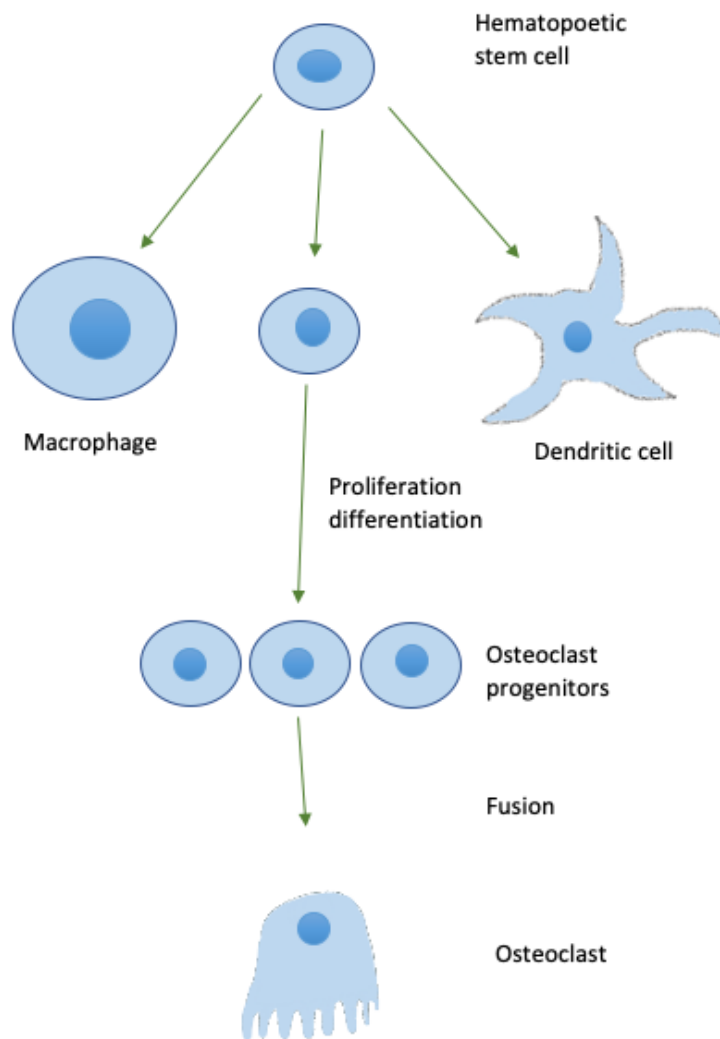 Hematopoetic
stem cell
Macrophage
Dendritic cell
Proliferation
differentiation
Osteoclast
progenitors
Fusion
Osteoclast